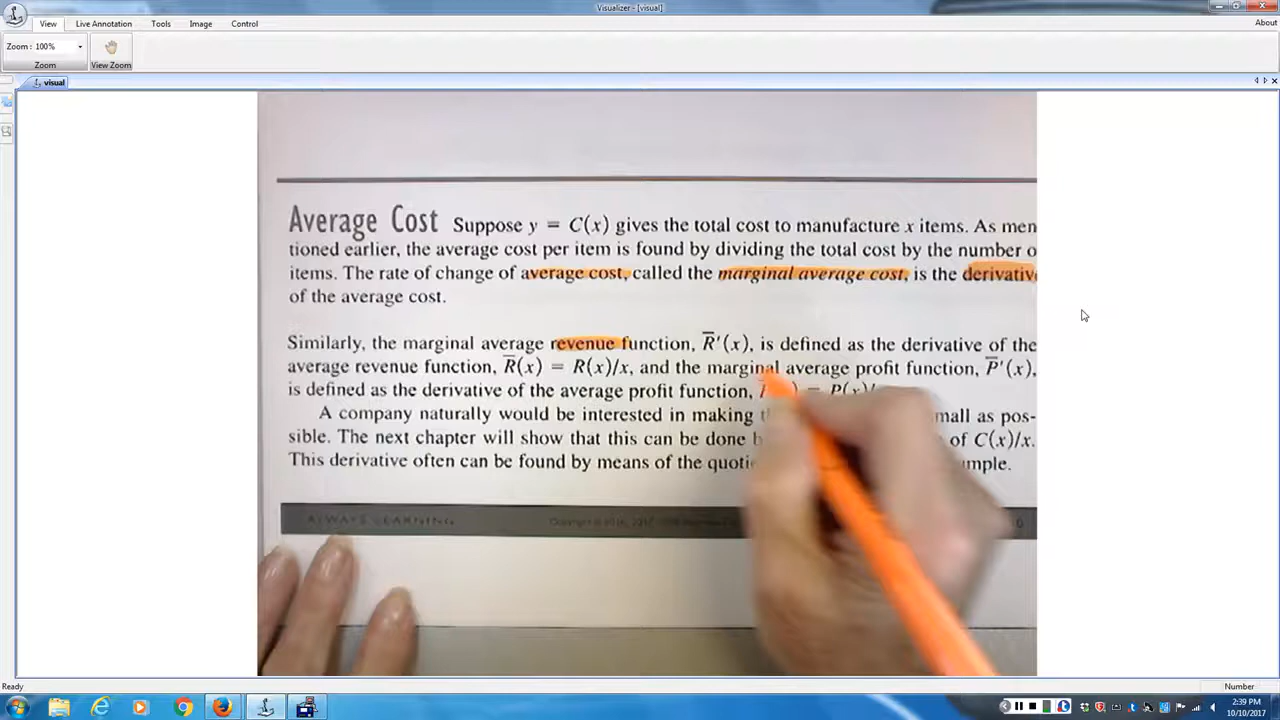 Visualizer - [visual]
View Live Annotation Tools Image Control About
Zoom : 100%
Zoom View Zoom
visual
Average Cost Suppose y = C(x) gives the total cost to manufacture x items. As men
tioned earlier, the average cost per item is found by dividing the total cost by the number o
items. The rate of change of average cost, called the marginal average cost, is the derivativ
of the average cost.
Similarly, the marginal average revenue function, R̅′(x), is defined as the derivative of the
average revenue function, R̅(x) = R(x)/x, and the marginal average profit function, P̅′(x),
is defined as the derivative of the average profit function, = P(x)/
A company naturally would be interested in making mall as pos-
sible. The next chapter will show that this can be done b of C(x)/x.
This derivative often can be found by means of the quoti mple.
ALWAYS LEARNING
Ready Number
2:39 PM
10/10/2017